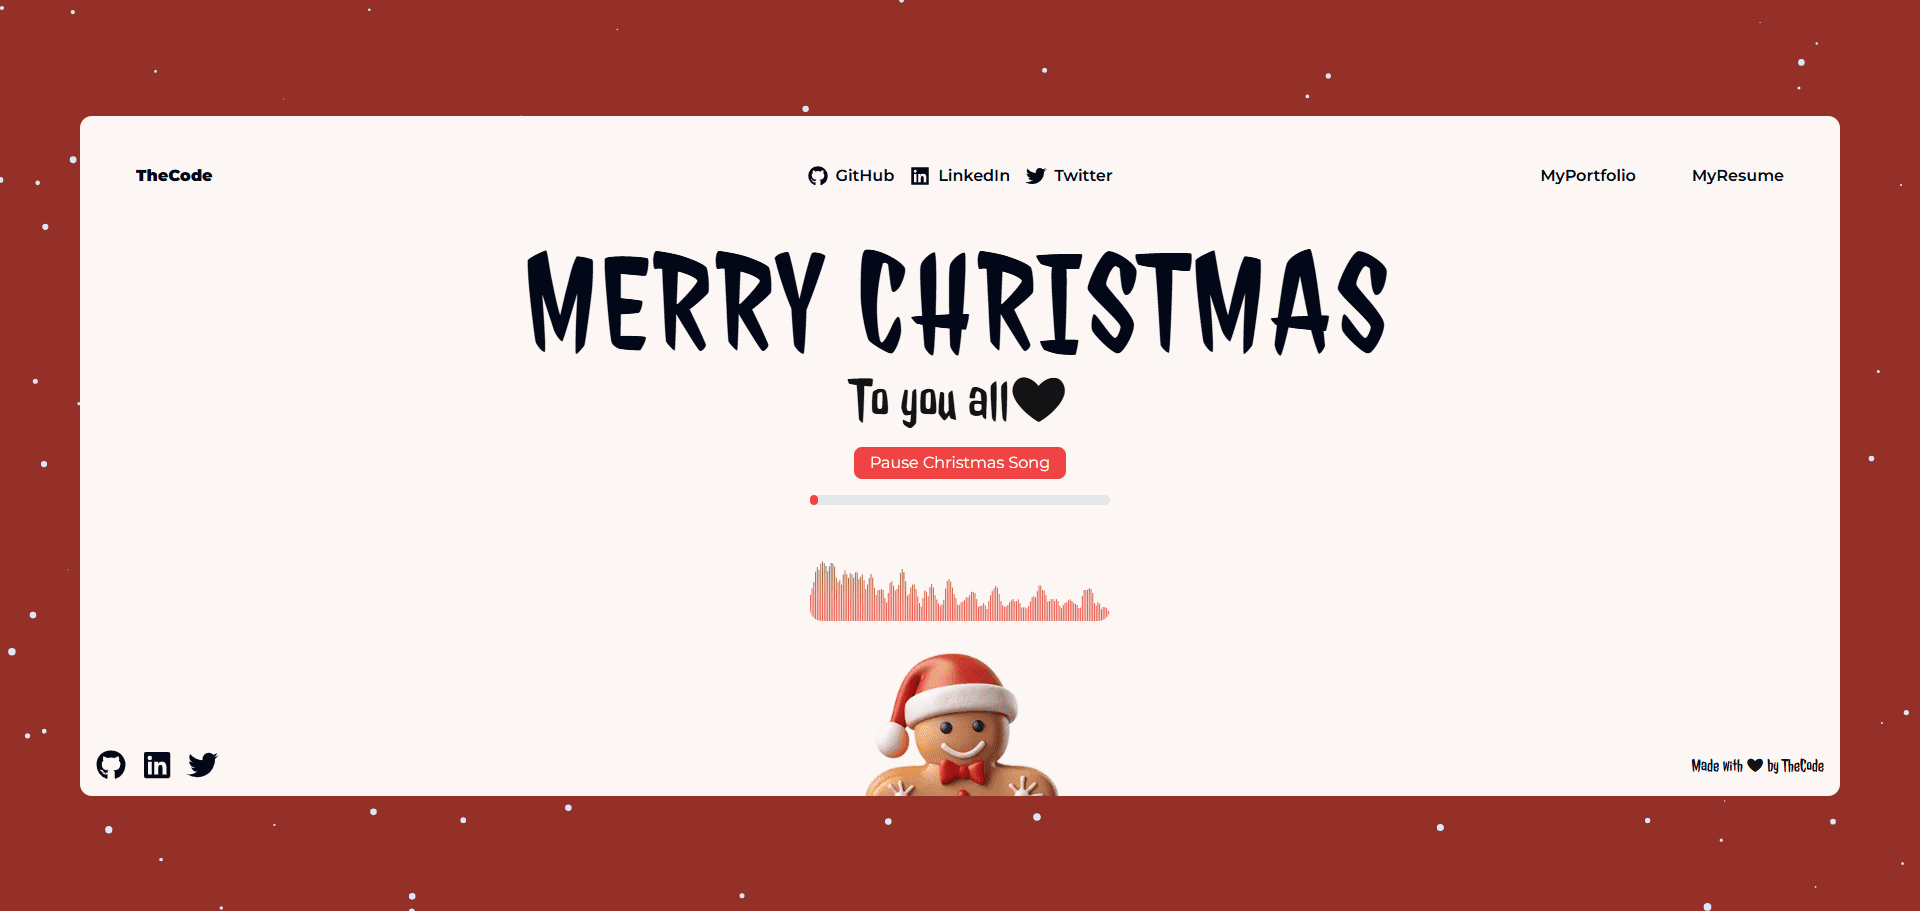 TheCode
GitHub LinkedIn Twitter
MyPortfolio MyResume
MERRY CHRISTMAS
To you all🖤
Pause Christmas Song
Made with 🖤 by TheCode